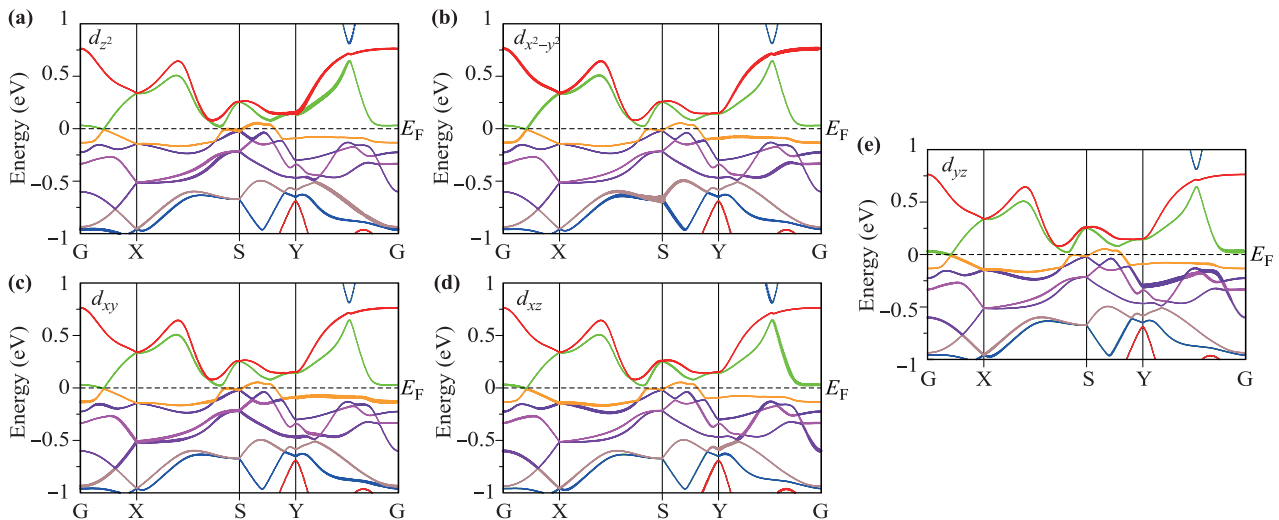 (a)
d_{z^2}
1
0.5
0
−0.5
−1
Energy (eV)
G X S Y G
E_F
(b)
d_{x^2−y^2}
1
0.5
0
−0.5
−1
Energy (eV)
G X S Y G
E_F
(c)
d_{xy}
1
0.5
0
−0.5
−1
Energy (eV)
G X S Y G
E_F
(d)
d_{xz}
1
0.5
0
−0.5
−1
Energy (eV)
G X S Y G
E_F
(e)
d_{yz}
1
0.5
0
−0.5
−1
Energy (eV)
G X S Y G
E_F